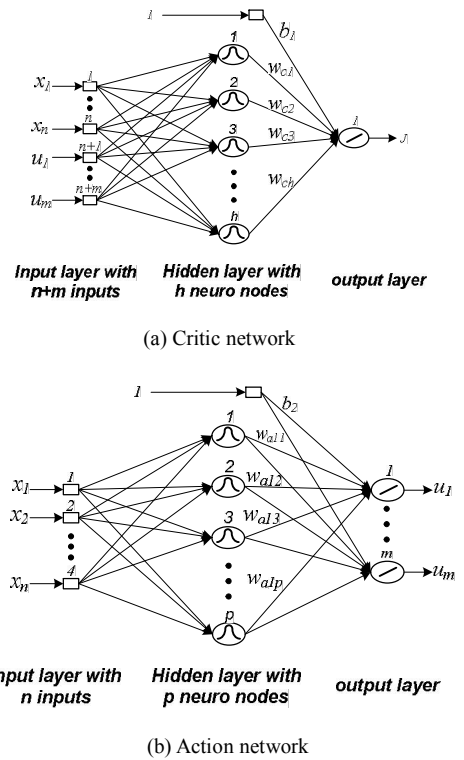 1
b1
1
wc1
x1
1
2
wc2
xn
n
3
wc3
1
J
u1
n+1
wch
um
n+m
h
Input layer with
n+m inputs
Hidden layer with
h neuro nodes
output layer
(a) Critic network
1
b2
1
wa11
x1
1
2
wa12
1
u1
x2
2
3
wa13
xn
4
wa1p
m
um
p
nput layer with
n inputs
Hidden layer with
p neuro nodes
output layer
(b) Action network